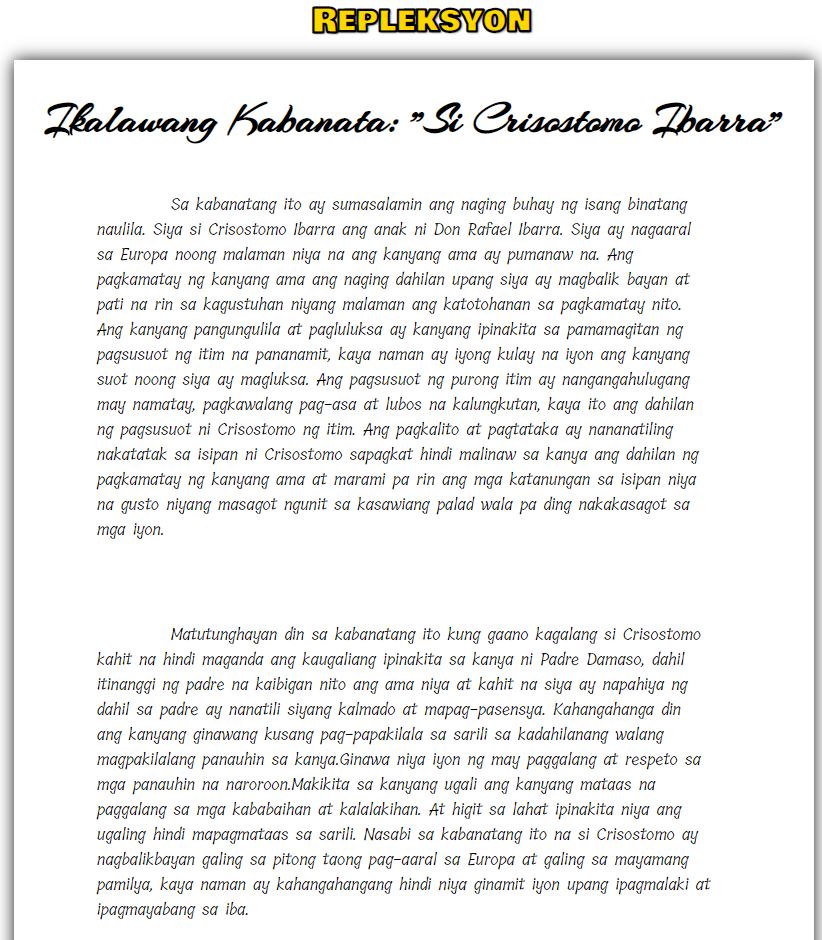 REPLEKSYON
Ikalawang Kabanata: "Si Crisostomo Ibarra"
Sa kabanatang ito ay sumasalamin ang naging buhay ng isang binatang
naulila. Siya si Crisostomo Ibarra ang anak ni Don Rafael Ibarra. Siya ay nagaaral
sa Europa noong malaman niya na ang kanyang ama ay pumanaw na. Ang
pagkamatay ng kanyang ama ang naging dahilan upang siya ay magbalik bayan at
pati na rin sa kagustuhan niyang malaman ang katotohanan sa pagkamatay nito.
Ang kanyang pangungulila at pagluluksa ay kanyang ipinakita sa pamamagitan ng
pagsusuot ng itim na pananamit, kaya naman ay iyong kulay na iyon ang kanyang
suot noong siya ay magluksa. Ang pagsusuot ng purong itim ay nangangahulugang
may namatay, pagkawalang pag-asa at lubos na kalungkutan, kaya ito ang dahilan
ng pagsusuot ni Crisostomo ng itim. Ang pagkalito at pagtataka ay nananatiling
nakatatak sa isipan ni Crisostomo sapagkat hindi malinaw sa kanya ang dahilan ng
pagkamatay ng kanyang ama at marami pa rin ang mga katanungan sa isipan niya
na gusto niyang masagot ngunit sa kasawiang palad wala pa ding nakakasagot sa
mga iyon.
Matutunghayan din sa kabanatang ito kung gaano kagalang si Crisostomo
kahit na hindi maganda ang kaugaliang ipinakita sa kanya ni Padre Damaso, dahil
itinanggi ng padre na kaibigan nito ang ama niya at kahit na siya ay napahiya ng
dahil sa padre ay nanatili siyang kalmado at mapag-pasensya. Kahangahanga din
ang kanyang ginawang kusang pag-papakilala sa sarili sa kadahilanang walang
magpakilalang panauhin sa kanya.Ginawa niya iyon ng may paggalang at respeto sa
mga panauhin na naroroon.Makikita sa kanyang ugali ang kanyang mataas na
paggalang sa mga kababaihan at kalalakihan. At higit sa lahat ipinakita niya ang
ugaling hindi mapagmataas sa sarili. Nasabi sa kabanatang ito na si Crisostomo ay
nagbalikbayan galing sa pitong taong pag-aaral sa Europa at galing sa mayamang
pamilya, kaya naman ay kahangahangang hindi niya ginamit iyon upang ipagmalaki at
ipagmayabang sa iba.